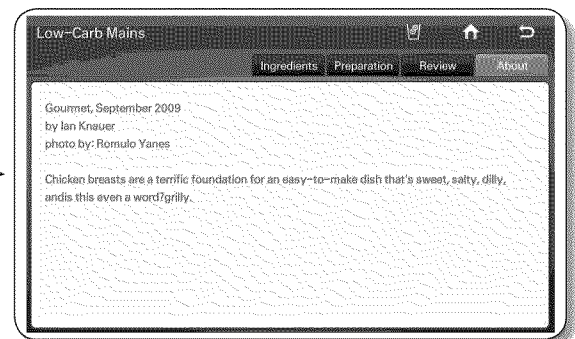 Low-Carb Mains
Ingredients Preparation Review About
Gourmet, September 2009
by Ian Knauer
photo by: Romulo Yanes
Chicken breasts are a terrific foundation for an easy-to-make dish that's sweet, salty, dilly,
andis this even a word?grilly.